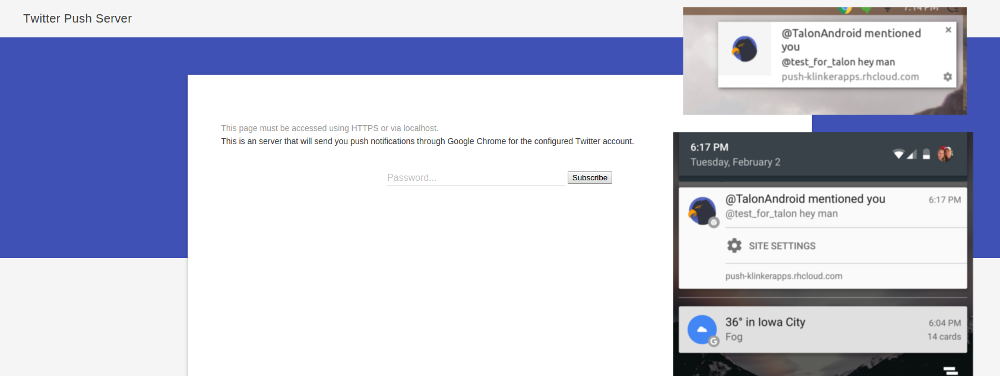 Twitter Push Server
This page must be accessed using HTTPS or via localhost.
This is an server that will send you push notifications through Google Chrome for the configured Twitter account.
Password...
Subscribe
7:14 PM
@TalonAndroid mentioned
you
@test_for_talon hey man
push-klinkerapps.rhcloud.com
6:17 PM
Tuesday, February 2
@TalonAndroid mentioned you
6:17 PM
@test_for_talon hey man
SITE SETTINGS
push-klinkerapps.rhcloud.com
36° in Iowa City
6:04 PM
Fog
14 cards